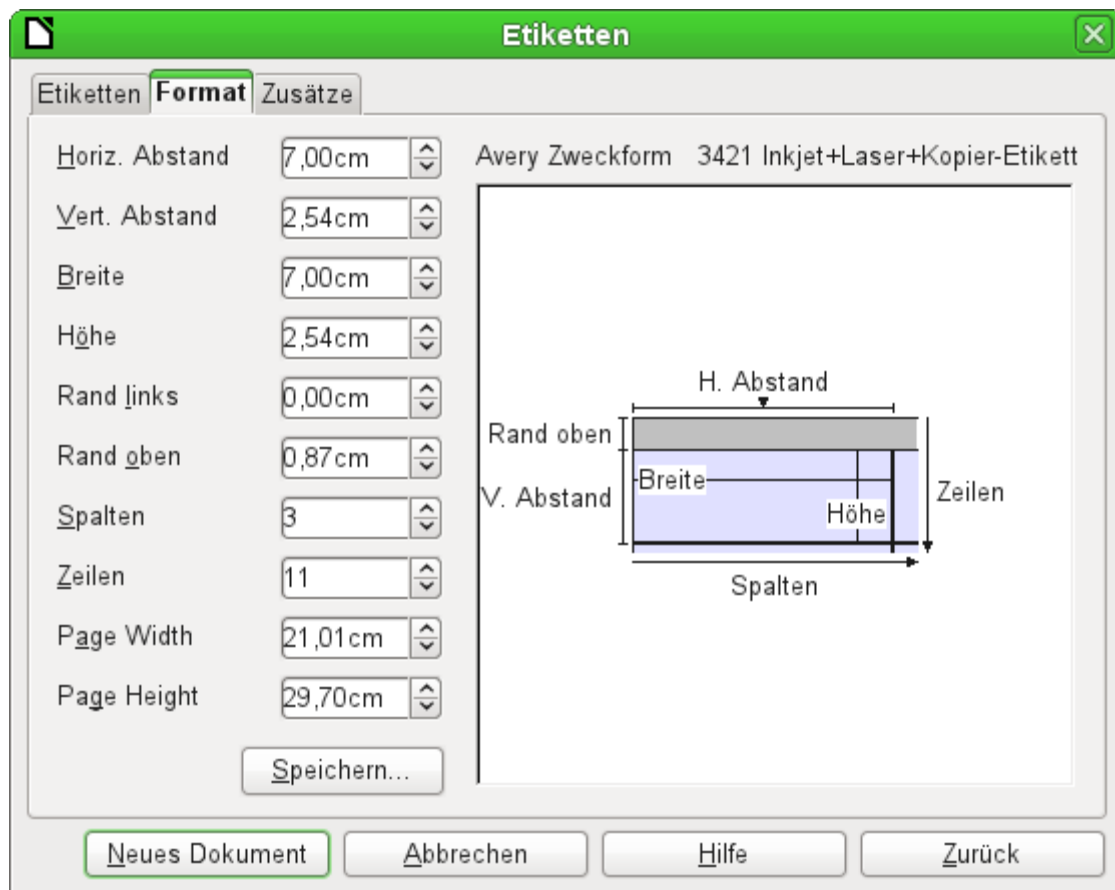 Etiketten
Etiketten Format Zusätze
Horiz. Abstand 7,00cm
Vert. Abstand 2,54cm
Breite 7,00cm
Höhe 2,54cm
Rand links 0,00cm
Rand oben 0,87cm
Spalten 3
Zeilen 11
Page Width 21,01cm
Page Height 29,70cm
Speichern...
Avery Zweckform 3421 Inkjet+Laser+Kopier-Etikett
H. Abstand
Rand oben
Breite
V. Abstand
Höhe
Zeilen
Spalten
Neues Dokument Abbrechen Hilfe Zurück